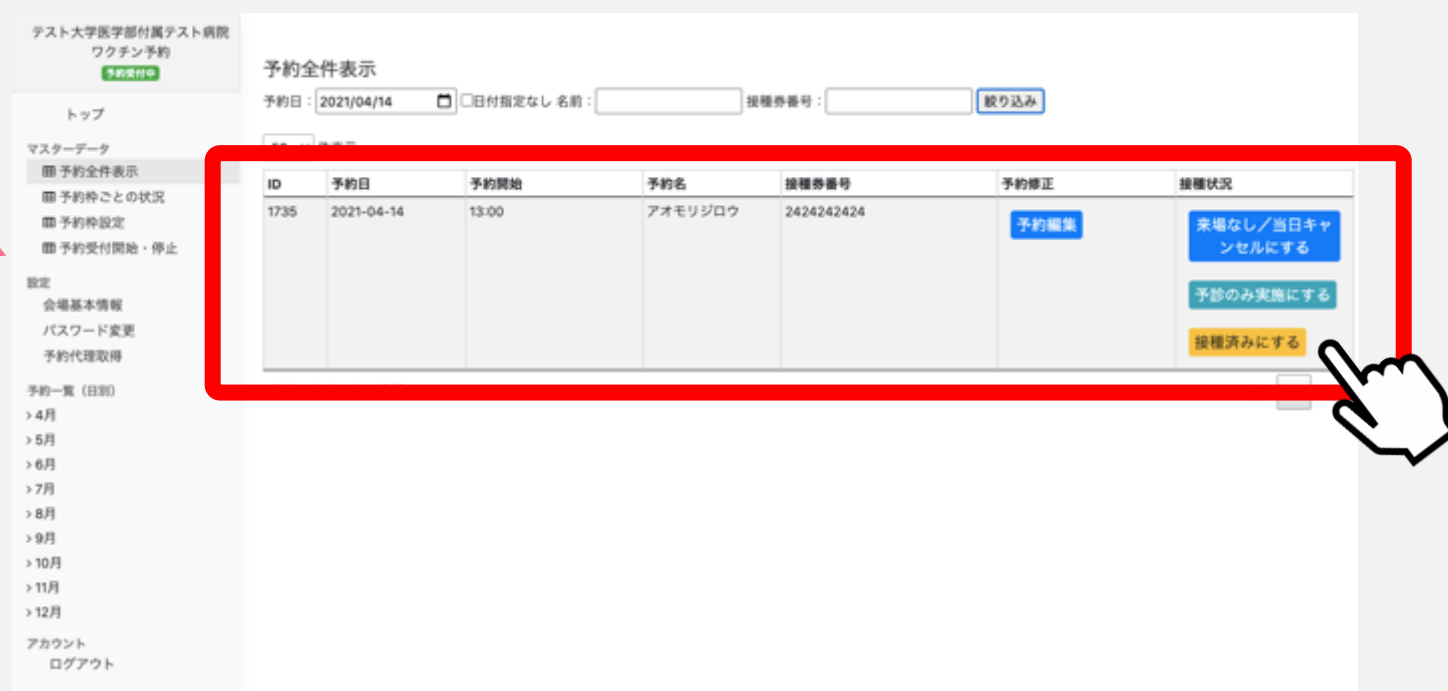 テスト大学医学部付属テスト病院
ワクチン予約
予約受付中
トップ
マスターデータ
予約全件表示
予約枠ごとの状況
予約枠設定
予約受付開始・停止
設定
会場基本情報
パスワード変更
予約代理取得
予約一覧（日別）
>4月
>5月
>6月
>7月
>8月
>9月
>10月
>11月
>12月
アカウント
ログアウト
予約全件表示
予約日：2021/04/14 日付指定なし 名前： 接種券番号： 絞り込み
ID 予約日 予約開始 予約名 接種券番号 予約修正 接種状況
1735 2021-04-14 13:00 アオモリジロウ 2424242424 予約編集 来場なし／当日キャ
ンセルにする
予診のみ実施にする
接種済みにする